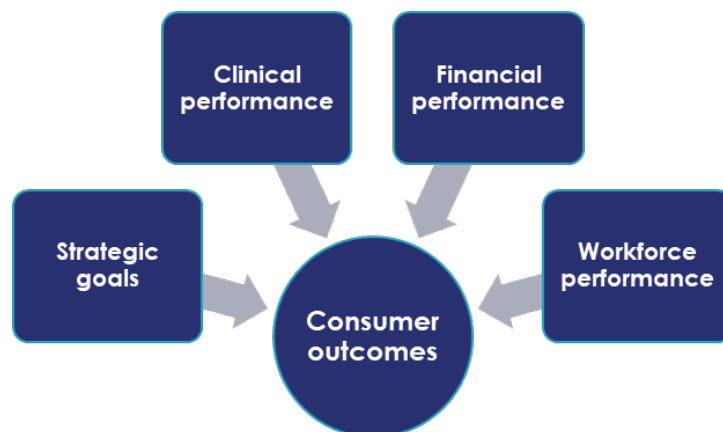 Clinical
performance
Financial
performance
Strategic
goals
Workforce
performance
Consumer
outcomes